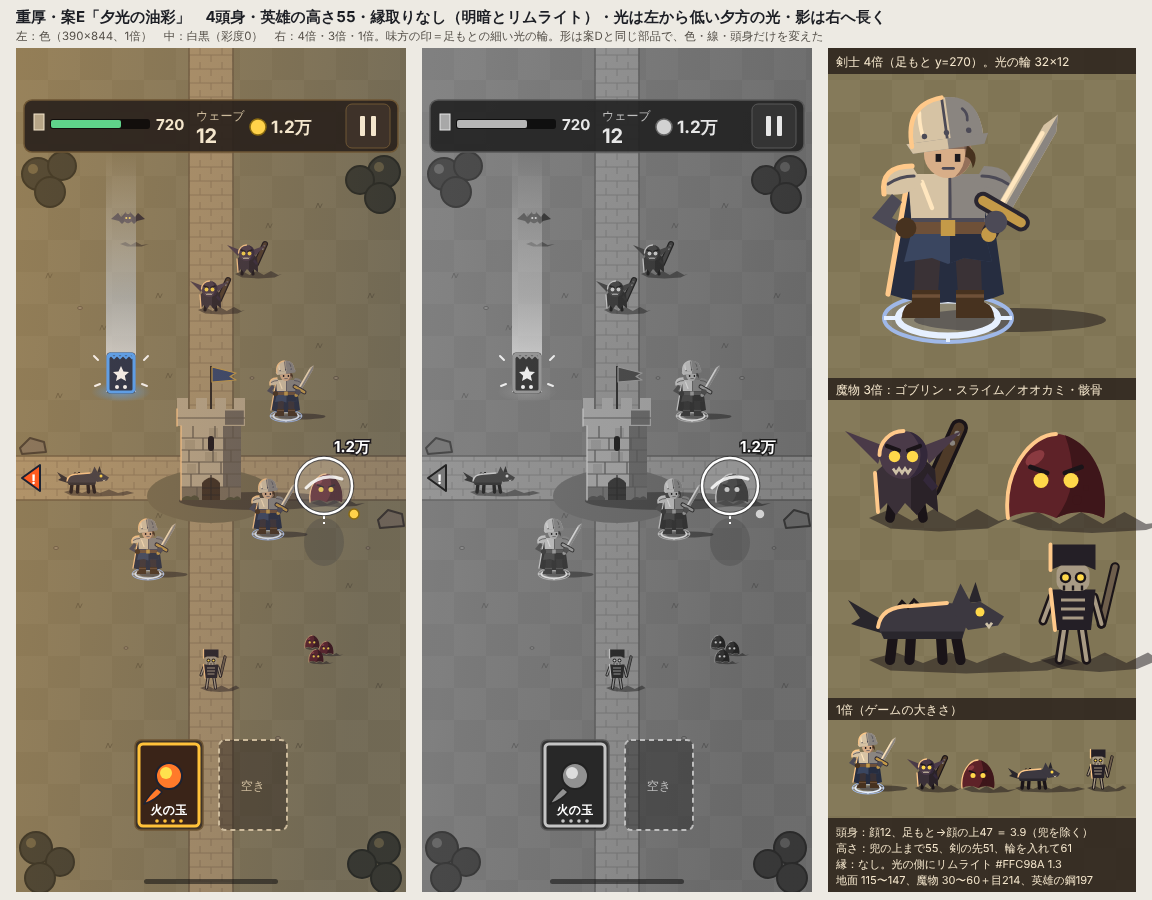 重厚・案E「夕光の油彩」　4頭身・英雄の高さ55・縁取りなし（明暗とリムライト）・光は左から低い夕方の光・影は右へ長く
左：色（390×844、1倍）　中：白黒（彩度0）　右：4倍・3倍・1倍。味方の印＝足もとの細い光の輪。形は案Dと同じ部品で、色・線・頭身だけを変えた
720
ウェーブ
12
1.2万
1.2万
!
火の玉
空き
720
ウェーブ
12
1.2万
1.2万
!
火の玉
空き
剣士 4倍（足もと y=270）。光の輪 32×12
魔物 3倍：ゴブリン・スライム／オオカミ・骸骨
1倍（ゲームの大きさ）
頭身：顔12、足もと→顔の上47 ＝ 3.9（兜を除く）
高さ：兜の上まで55、剣の先51、輪を入れて61
縁：なし。光の側にリムライト #FFC98A 1.3
地面 115〜147、魔物 30〜60＋目214、英雄の鋼197